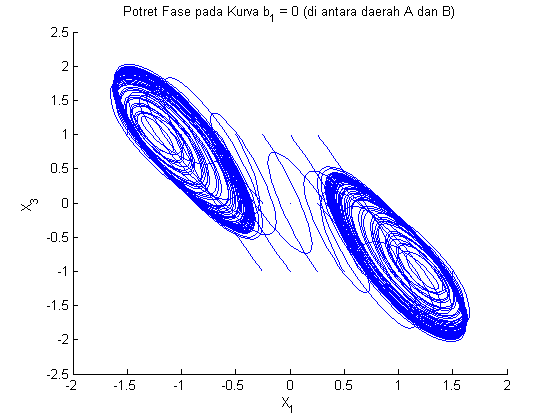 Potret Fase pada Kurva b₁ = 0 (di antara daerah A dan B)
2.5
2
1.5
1
0.5
0
-0.5
-1
-1.5
-2
-2.5
X₃
-2 -1.5 -1 -0.5 0 0.5 1 1.5 2
X₁